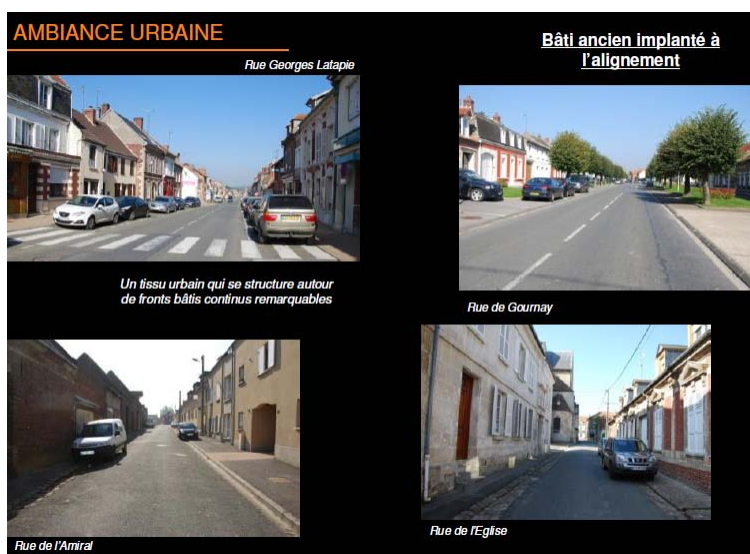 AMBIANCE URBAINE
Rue Georges Latapie
Bâti ancien implanté à
l'alignement
Un tissu urbain qui se structure autour
de fronts bâtis continus remarquables
Rue de Gournay
Rue de l'Amiral
Rue de l'Eglise